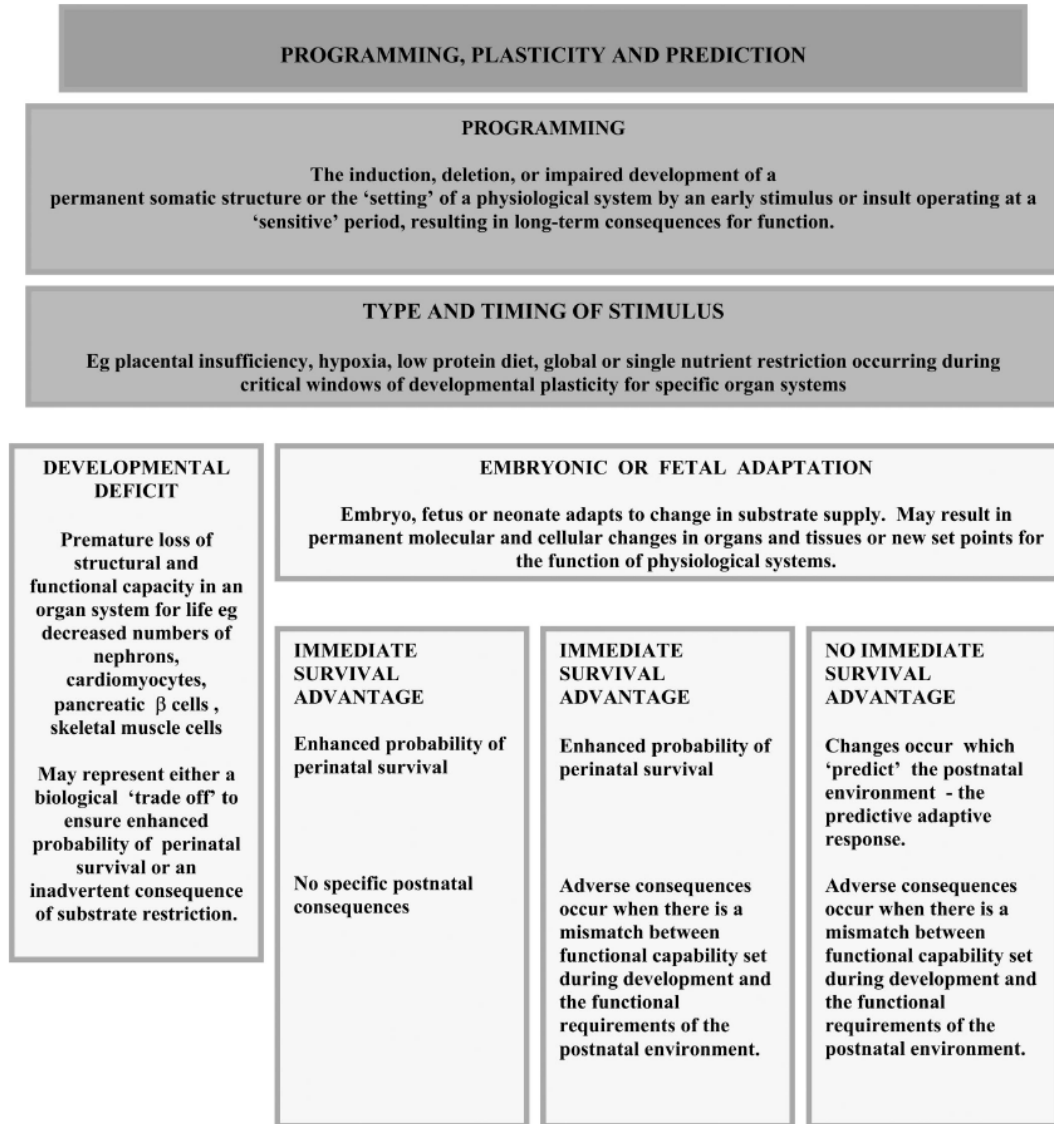 PROGRAMMING, PLASTICITY AND PREDICTION
PROGRAMMING
The induction, deletion, or impaired development of a
permanent somatic structure or the ‘setting’ of a physiological system by an early stimulus or insult operating at a
‘sensitive’ period, resulting in long-term consequences for function.
TYPE AND TIMING OF STIMULUS
Eg placental insufficiency, hypoxia, low protein diet, global or single nutrient restriction occurring during
critical windows of developmental plasticity for specific organ systems
DEVELOPMENTAL
DEFICIT
Premature loss of
structural and
functional capacity in an
organ system for life eg
decreased numbers of
nephrons,
cardiomyocytes,
pancreatic β cells ,
skeletal muscle cells
May represent either a
biological ‘trade off’ to
ensure enhanced
probability of perinatal
survival or an
inadvertent consequence
of substrate restriction.
EMBRYONIC OR FETAL ADAPTATION
Embryo, fetus or neonate adapts to change in substrate supply. May result in
permanent molecular and cellular changes in organs and tissues or new set points for
the function of physiological systems.
IMMEDIATE
SURVIVAL
ADVANTAGE
Enhanced probability of
perinatal survival
No specific postnatal
consequences
IMMEDIATE
SURVIVAL
ADVANTAGE
Enhanced probability of
perinatal survival
Adverse consequences
occur when there is a
mismatch between
functional capability set
during development and
the functional
requirements of the
postnatal environment.
NO IMMEDIATE
SURVIVAL
ADVANTAGE
Changes occur which
‘predict’ the postnatal
environment - the
predictive adaptive
response.
Adverse consequences
occur when there is a
mismatch between
functional capability set
during development and
the functional
requirements of the
postnatal environment.